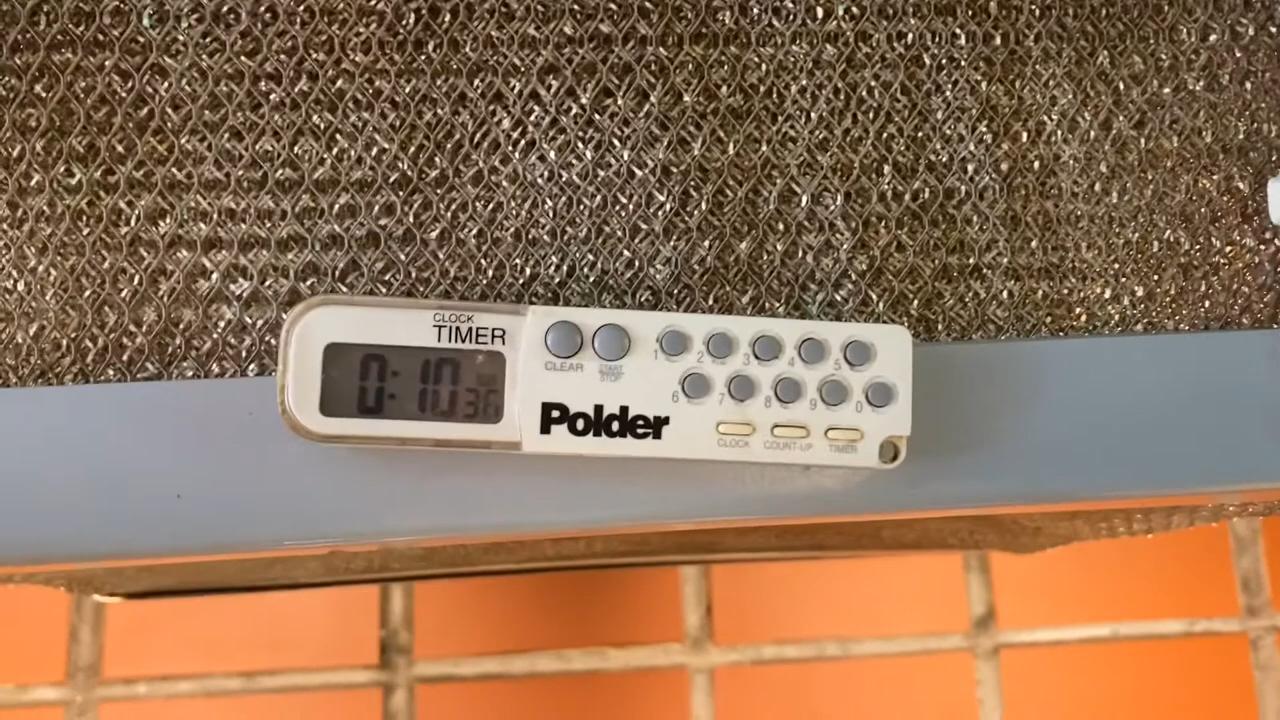 CLOCK
TIMER
0:10 36
CLEAR
START
STOP
1 2 3 4 5
6 7 8 9 0
Polder
CLOCK COUNT-UP TIMER